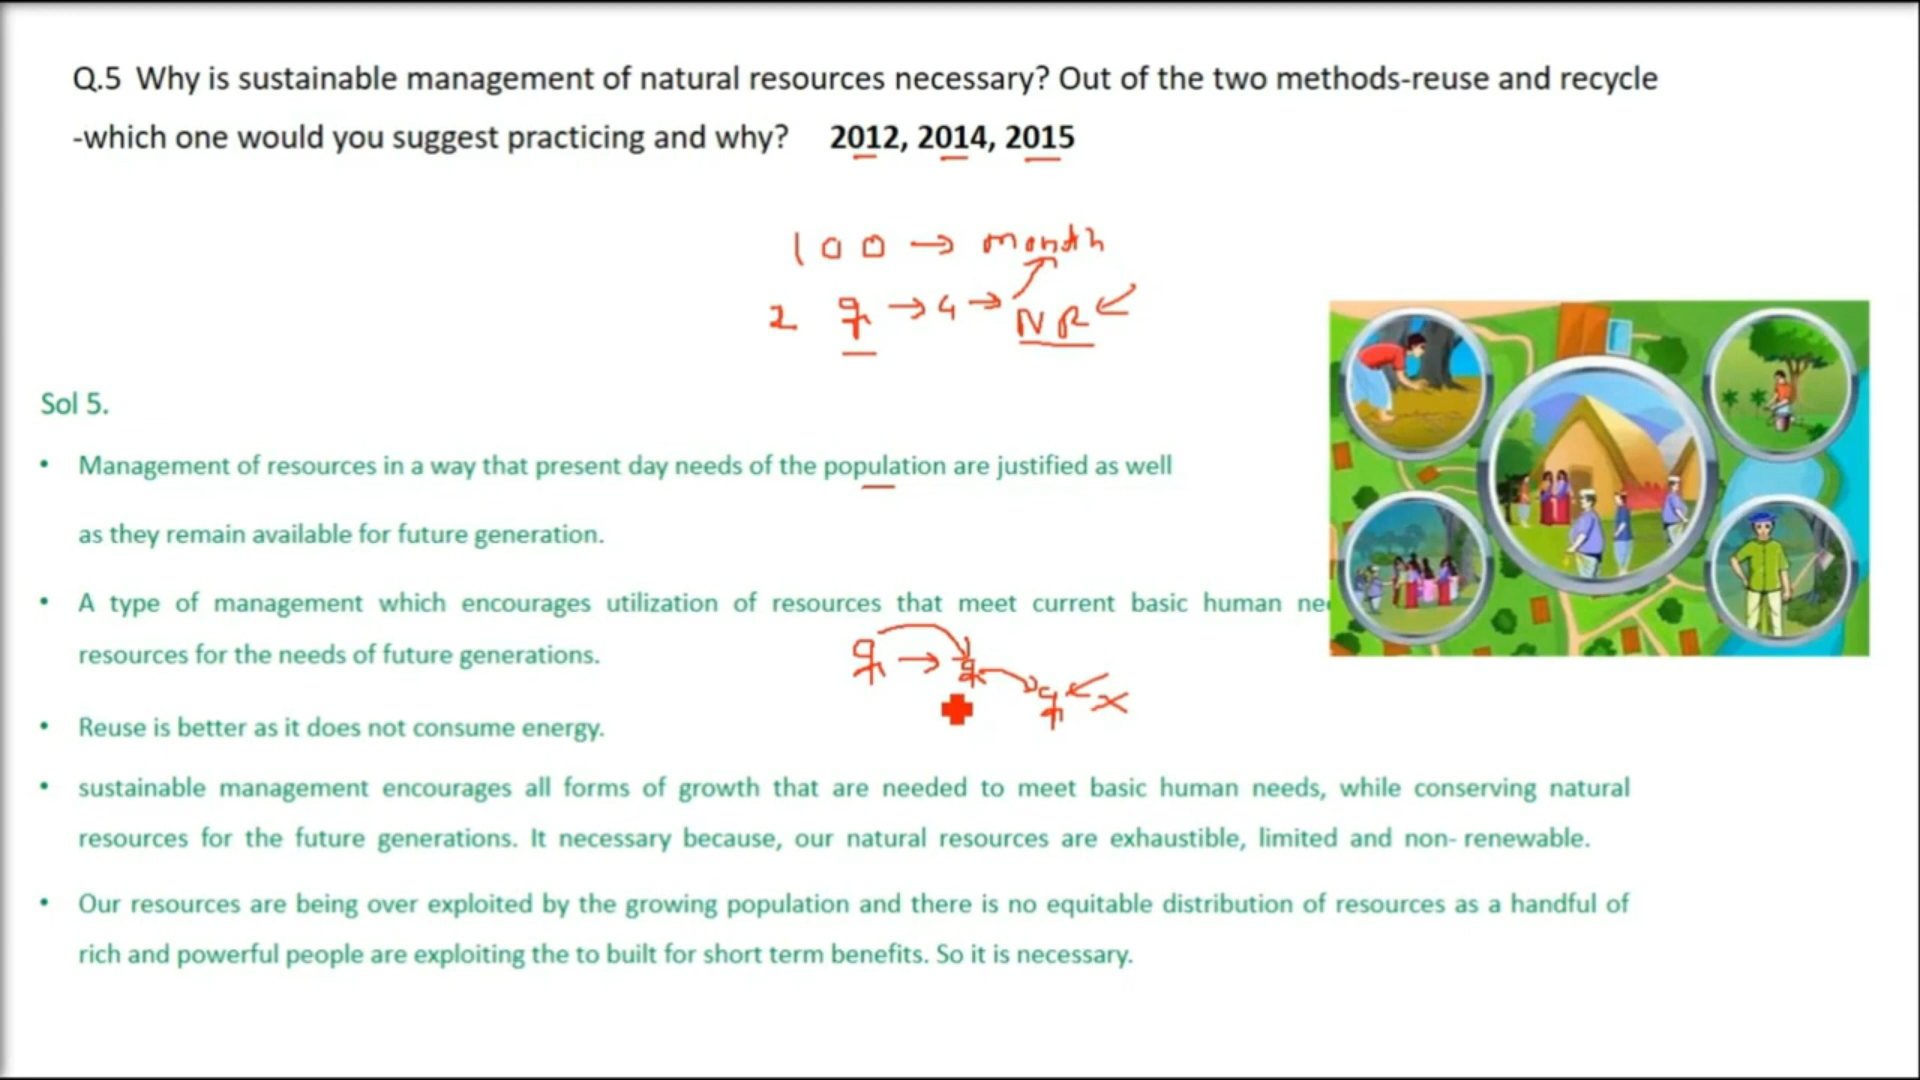 Q.5 Why is sustainable management of natural resources necessary? Out of the two methods-reuse and recycle
-which one would you suggest practicing and why? 2012, 2014, 2015
100 → month
2 → 4 → NR
Sol 5.
• Management of resources in a way that present day needs of the population are justified as well
as they remain available for future generation.
• A type of management which encourages utilization of resources that meet current basic human
resources for the needs of future generations.
• Reuse is better as it does not consume energy.
• sustainable management encourages all forms of growth that are needed to meet basic human needs, while conserving natural
resources for the future generations. It necessary because, our natural resources are exhaustible, limited and non- renewable.
• Our resources are being over exploited by the growing population and there is no equitable distribution of resources as a handful of
rich and powerful people are exploiting the to built for short term benefits. So it is necessary.